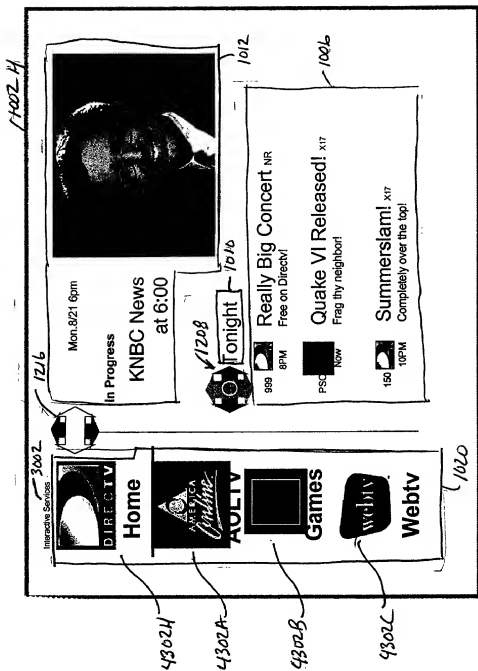 1002H
3002
Interactive Services
1216
Mon.8/21 6pm
1012
DIRECTV
Home
In Progress
KNBC News
at 6:00
4302H
AMERICA
Online
AOLTV
4302A
1208
Tonight
1010
1006
999
8PM
Really Big Concert NR
Free on Directv!
Games
4302B
PSC
Now
Quake VI Released! X17
Frag thy neighbor!
webtv
Webtv
4302C
150
10PM
Summerslam! X17
Completely over the top!
1020